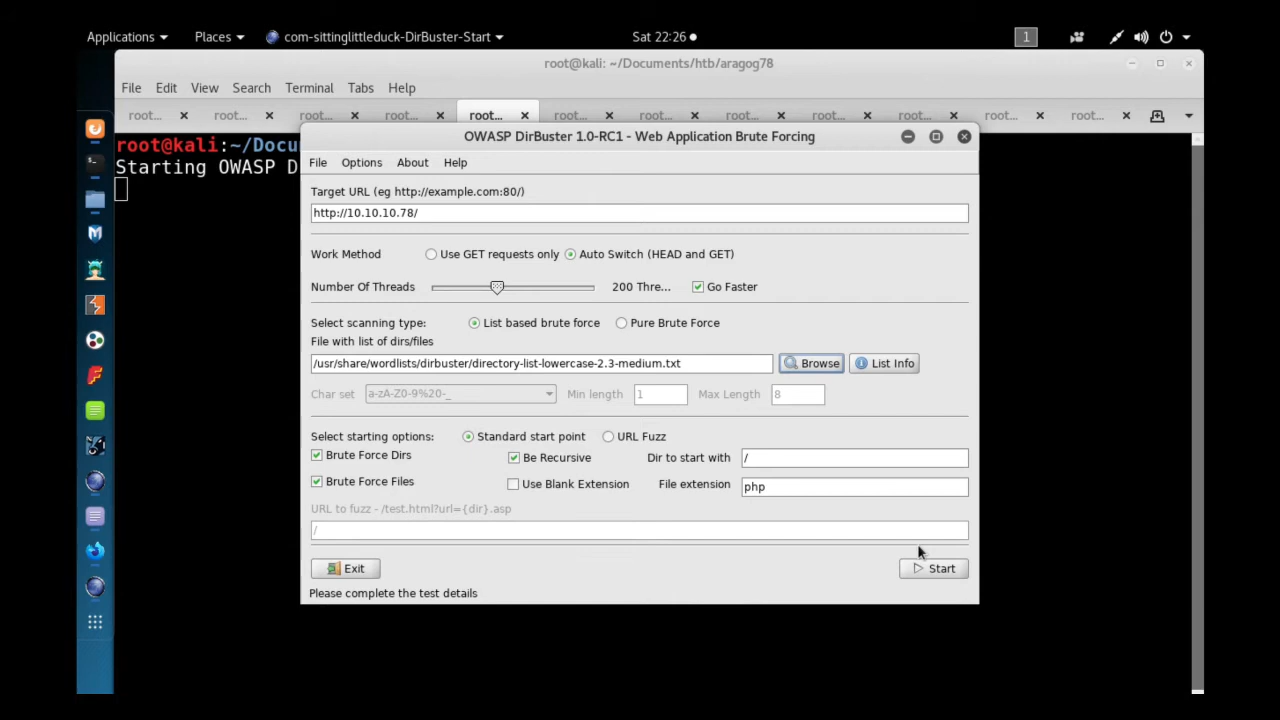 Applications Places com-sittinglittleduck-DirBuster-Start Sat 22:26 1
root@kali: ~/Documents/htb/aragog78
File Edit View Search Terminal Tabs Help
root... root... root... root... root... root... root... root... root... root... root... root...
root@kali:~/Docu
Starting OWASP D
OWASP DirBuster 1.0-RC1 - Web Application Brute Forcing
File Options About Help
Target URL (eg http://example.com:80/)
http://10.10.10.78/
Work Method Use GET requests only Auto Switch (HEAD and GET)
Number Of Threads 200 Thre... Go Faster
Select scanning type: List based brute force Pure Brute Force
File with list of dirs/files
/usr/share/wordlists/dirbuster/directory-list-lowercase-2.3-medium.txt Browse List Info
Char set a-zA-Z0-9%20-_ Min length 1 Max Length 8
Select starting options: Standard start point URL Fuzz
Brute Force Dirs Be Recursive Dir to start with /
Brute Force Files Use Blank Extension File extension php
URL to fuzz - /test.html?url={dir}.asp
/
Exit Start
Please complete the test details